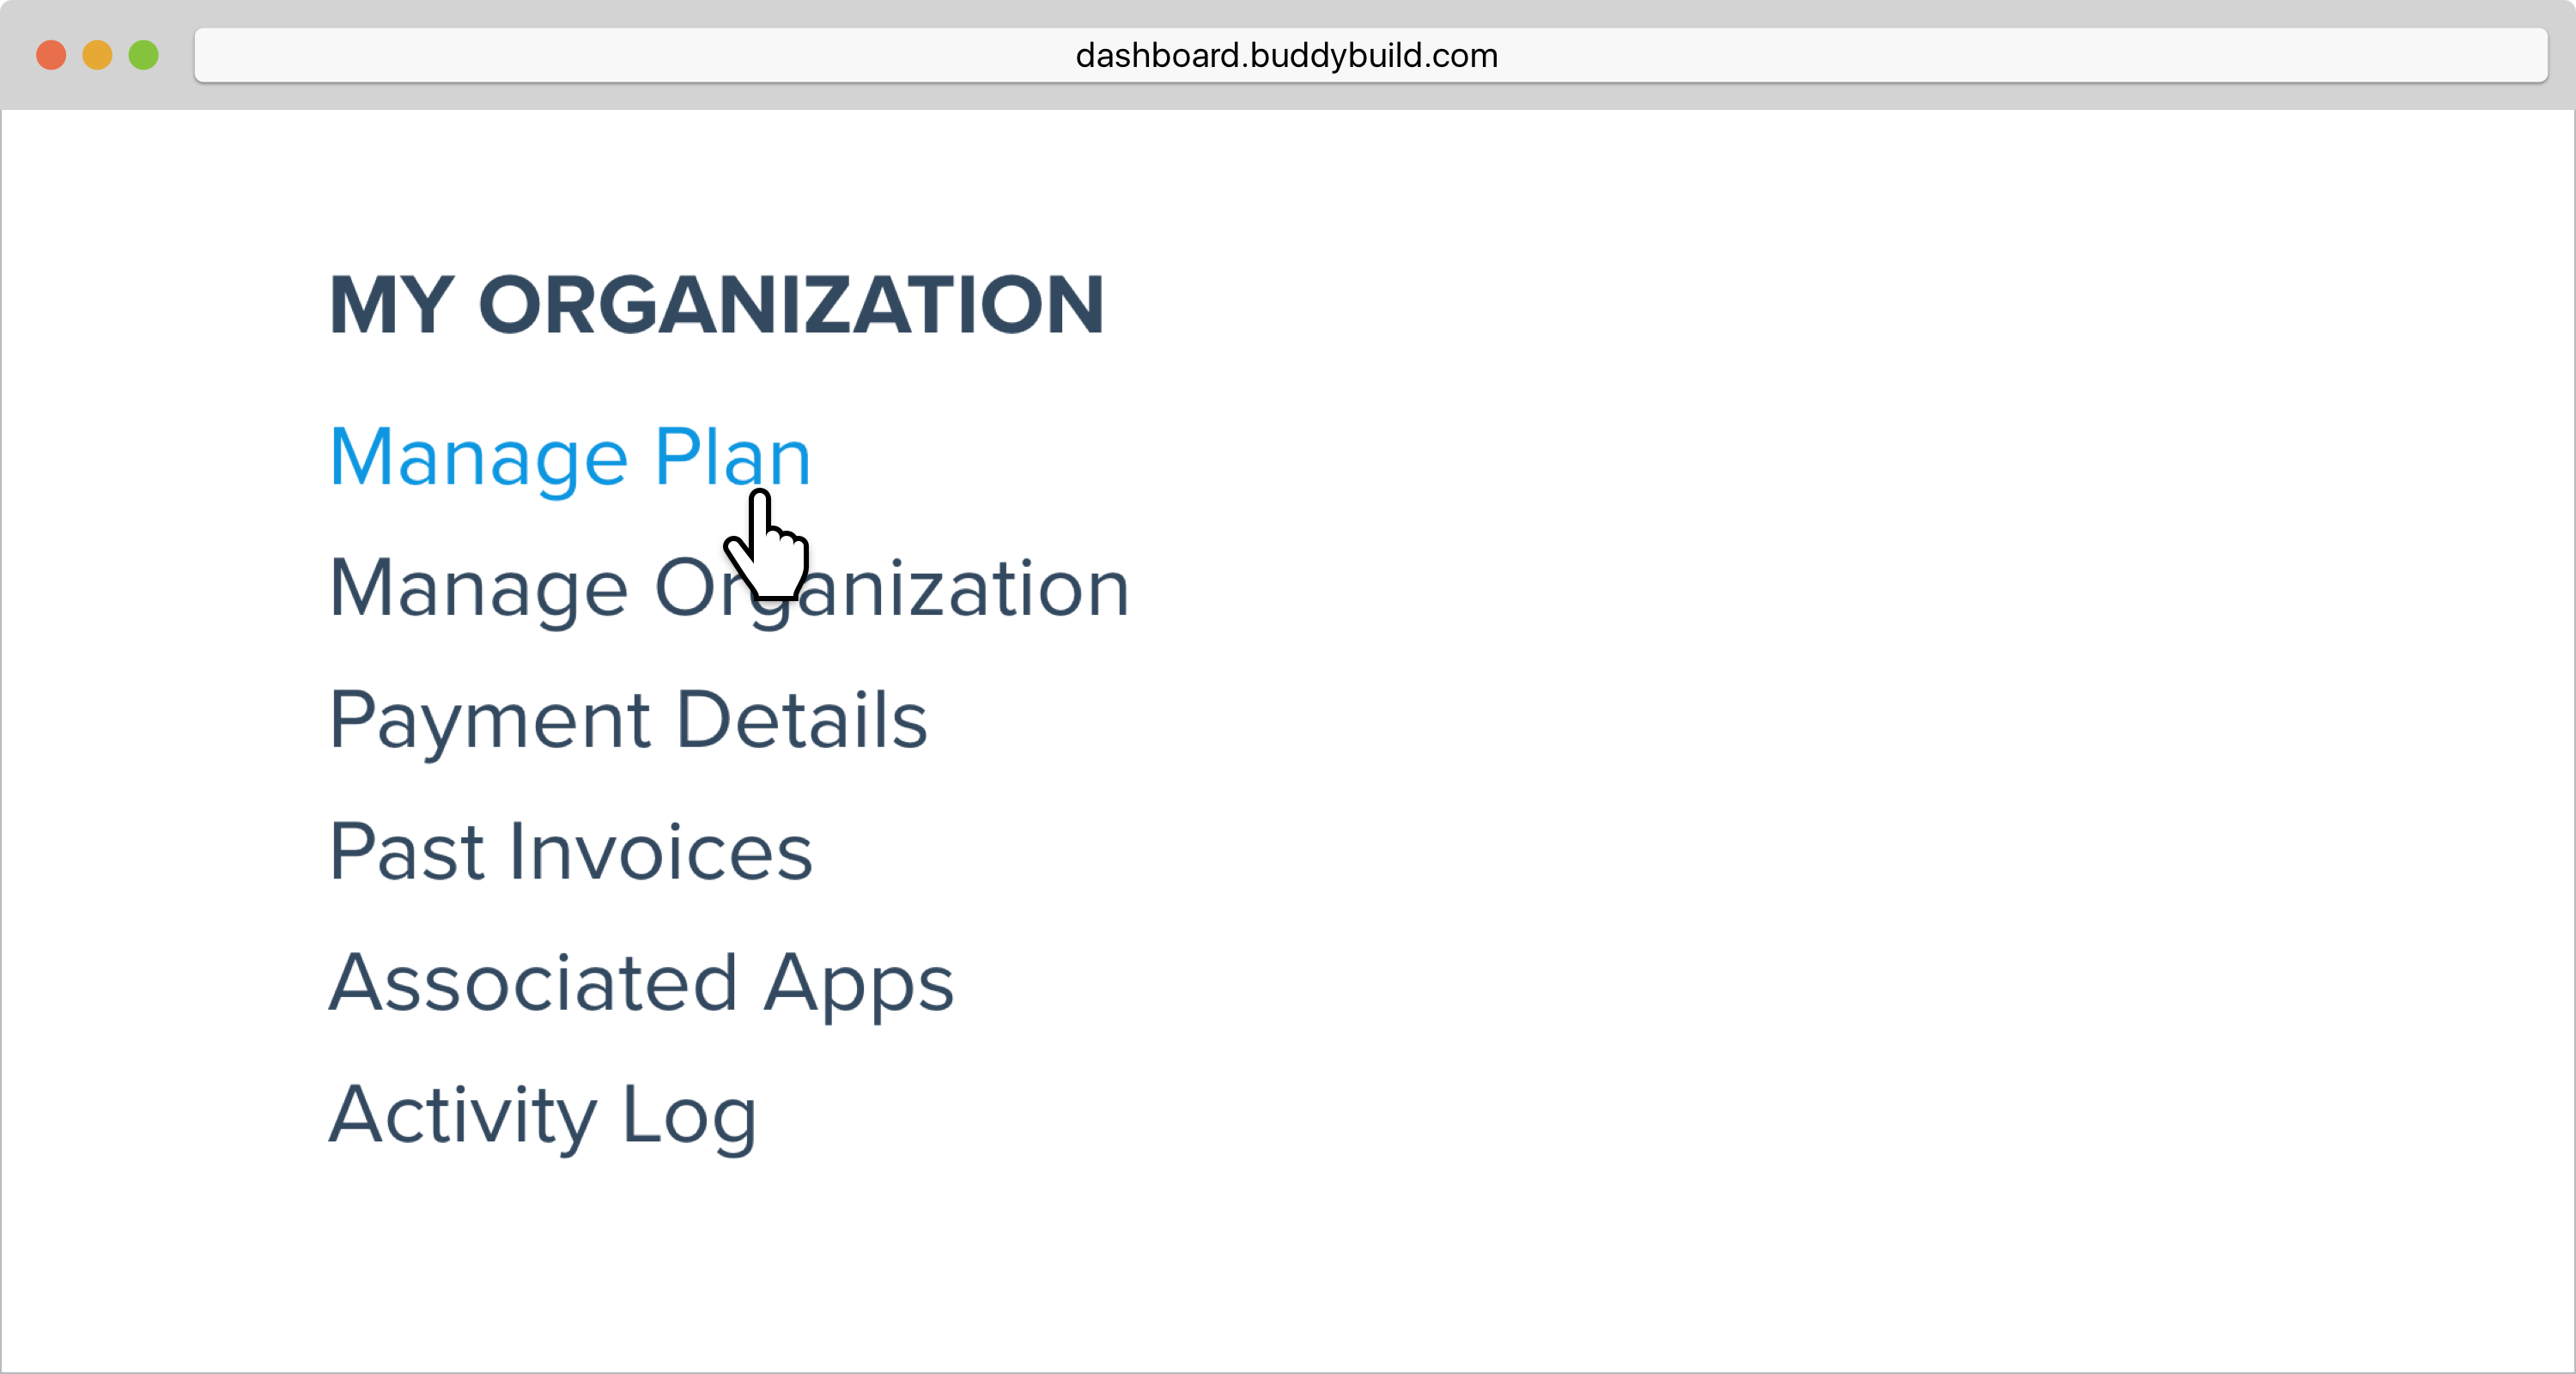 dashboard.buddybuild.com
MY ORGANIZATION
Manage Plan
Manage Organization
Payment Details
Past Invoices
Associated Apps
Activity Log